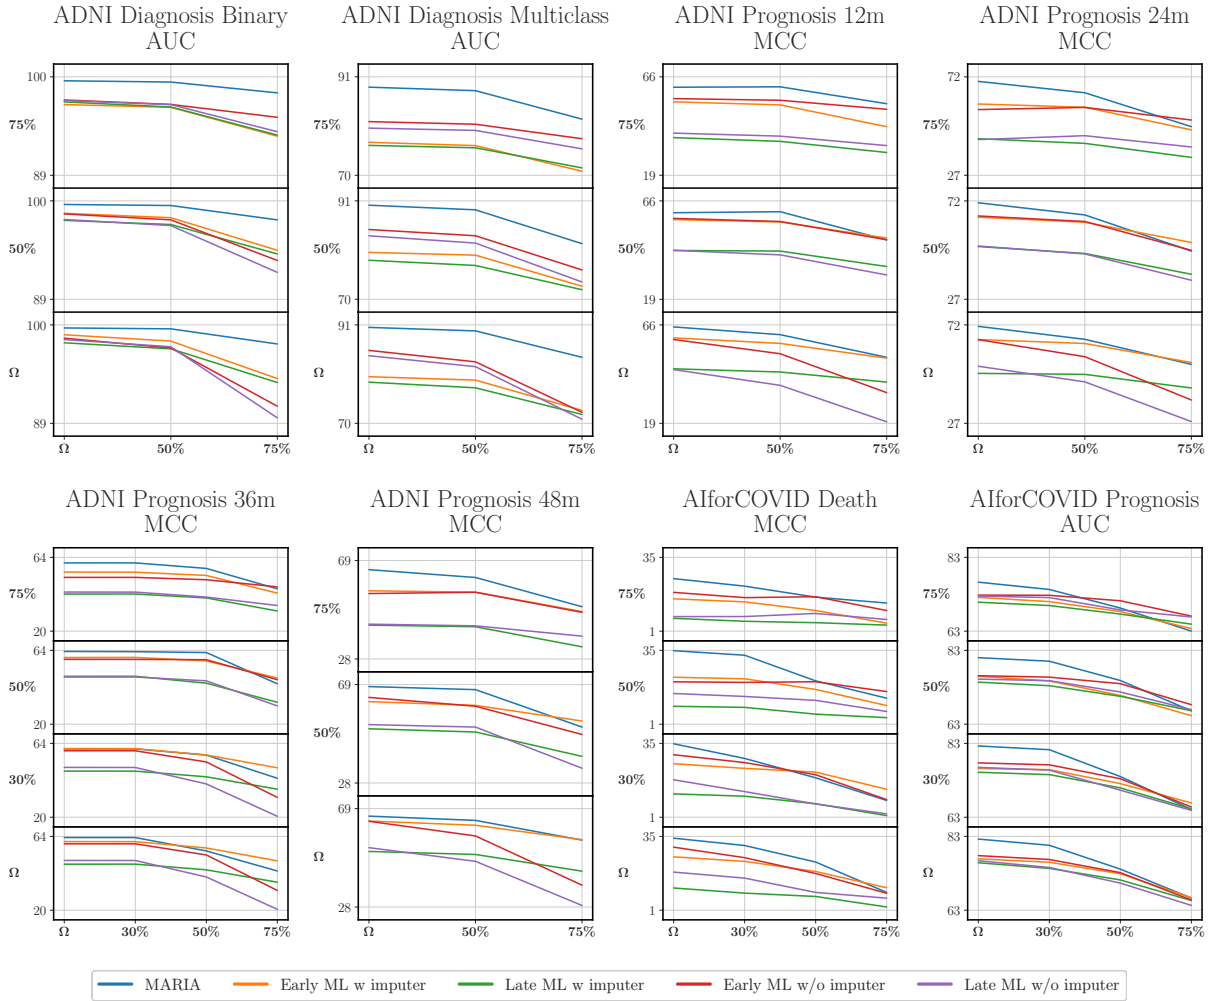 ADNI Diagnosis Binary
AUC
ADNI Diagnosis Multiclass
AUC
ADNI Prognosis 12m
MCC
ADNI Prognosis 24m
MCC
100
75%
89
100
50%
89
100
Ω
89
Ω 50% 75%
91
75%
70
91
50%
70
91
Ω
70
Ω 50% 75%
66
75%
19
66
50%
19
66
Ω
19
Ω 50% 75%
72
75%
27
72
50%
27
72
Ω
27
Ω 50% 75%
ADNI Prognosis 36m
MCC
ADNI Prognosis 48m
MCC
AIforCOVID Death
MCC
AIforCOVID Prognosis
AUC
64
75%
20
64
50%
20
64
30%
20
64
Ω
20
Ω 30% 50% 75%
69
75%
28
69
50%
28
69
Ω
28
Ω 50% 75%
35
75%
1
35
50%
1
35
30%
1
35
Ω
1
Ω 30% 50% 75%
83
75%
63
83
50%
63
83
30%
63
83
Ω
63
Ω 30% 50% 75%
MARIA Early ML w imputer Late ML w imputer Early ML w/o imputer Late ML w/o imputer